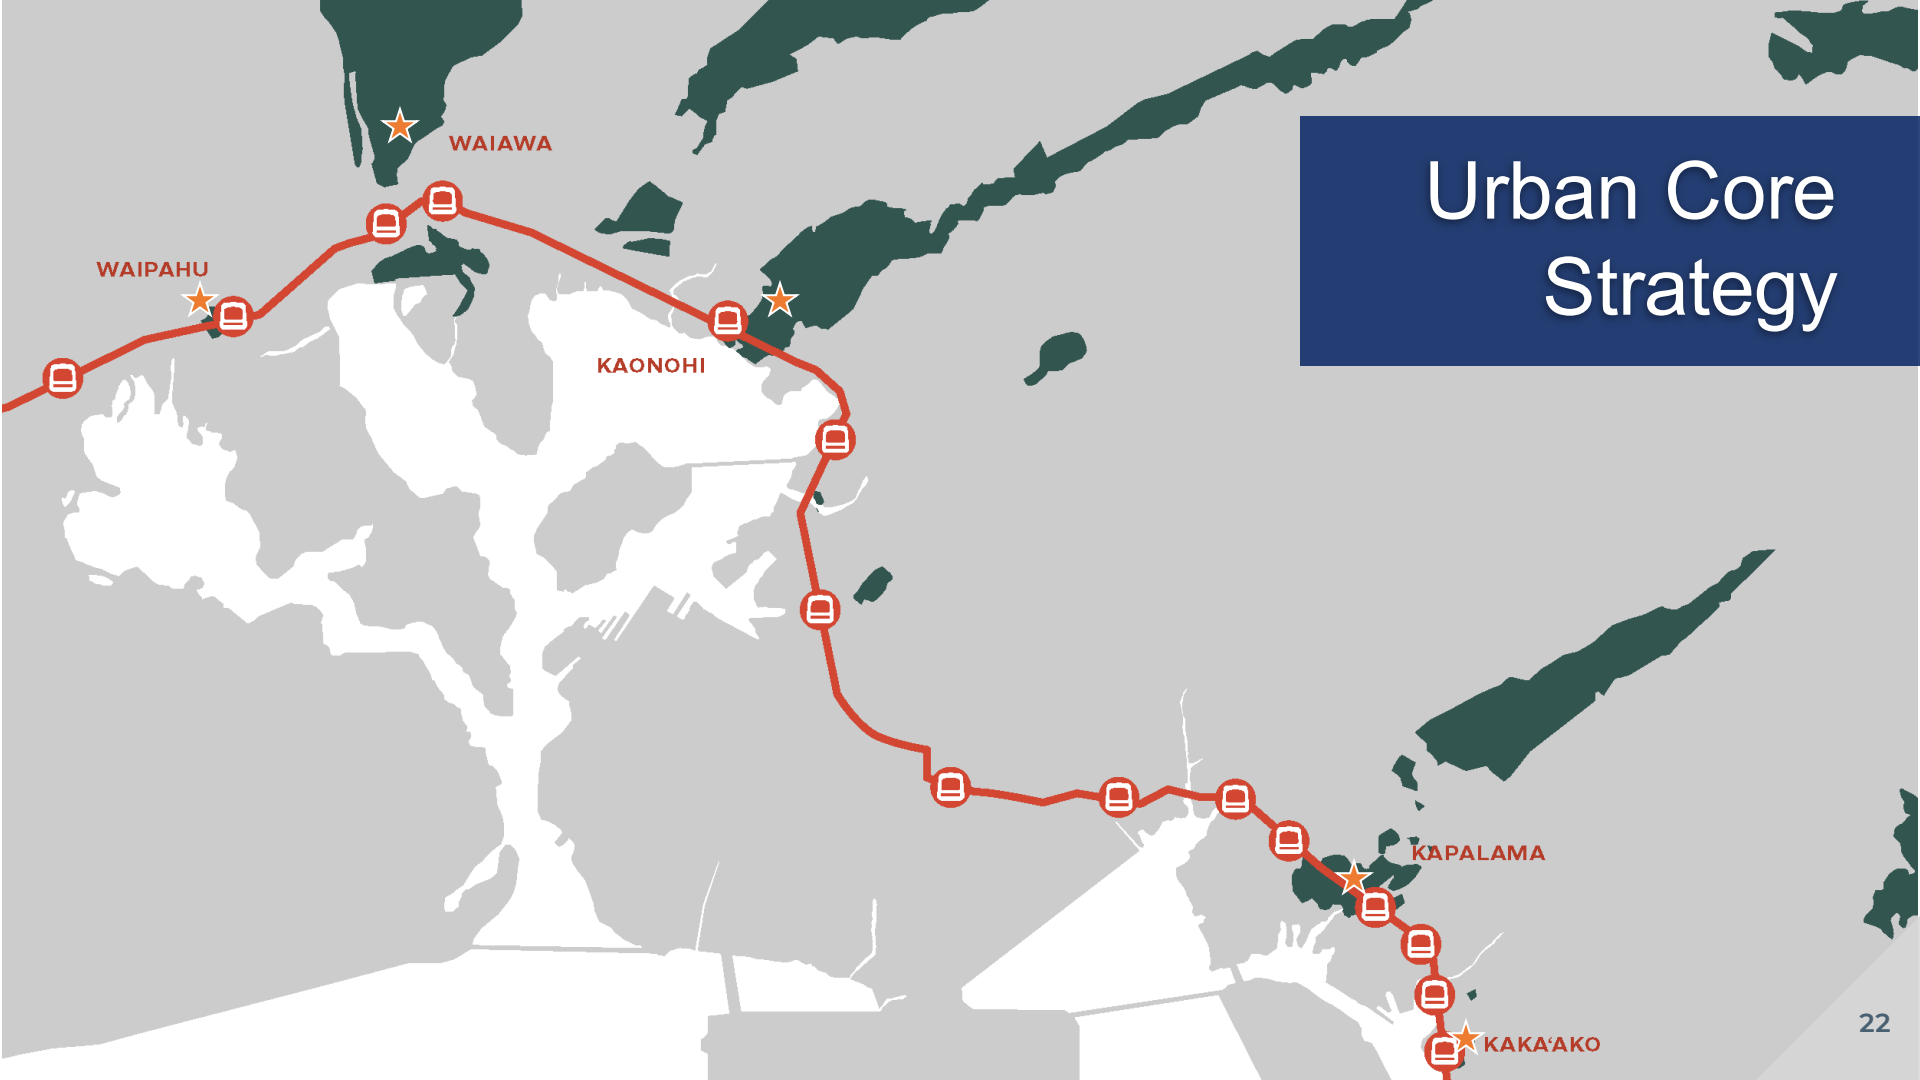 WAIAWA
Urban Core
Strategy
WAIPAHU
KAONOHI
KAPALAMA
22
KAKA‘AKO